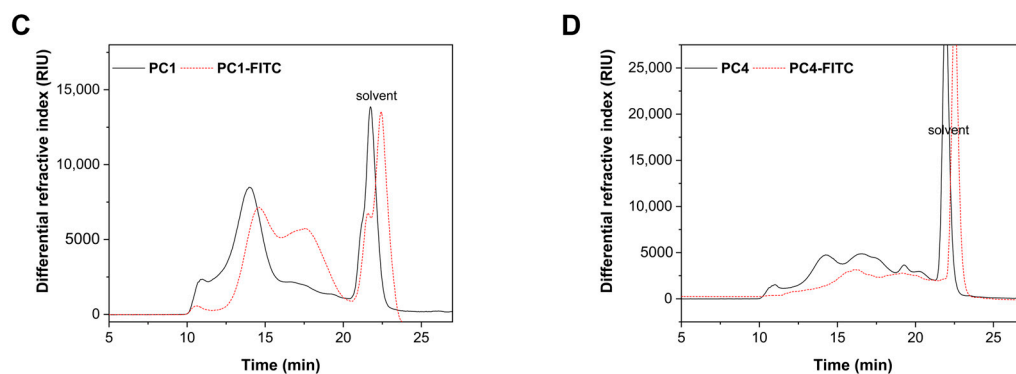 C
Differential refractive index (RIU)
15,000
10,000
5000
0
PC1 PC1-FITC
solvent
5 10 15 20 25
Time (min)
D
Differential refractive index (RIU)
25,000
20,000
15,000
10,000
5000
0
PC4 PC4-FITC
solvent
5 10 15 20 25
Time (min)